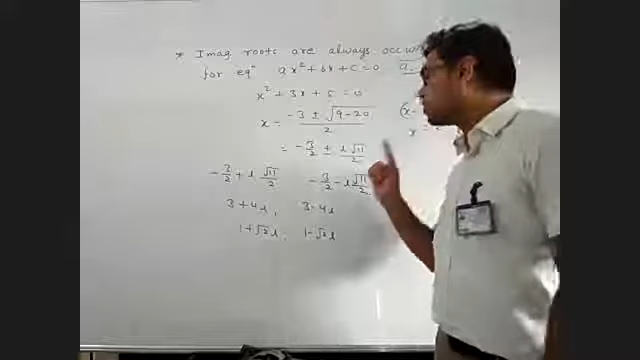 * Imag roots are always occur
for eqⁿ ax² + bx + c = 0 a,
x² + 3x + 5 = 0
x = (-3 ± √(9-20))/2 (x-
= -3/2 ± i√11/2 x =
-3/2 + i √11/2 -3/2 - i √11/2
3 + 4i, 3 - 4i
1+√2 i, 1-√2 i